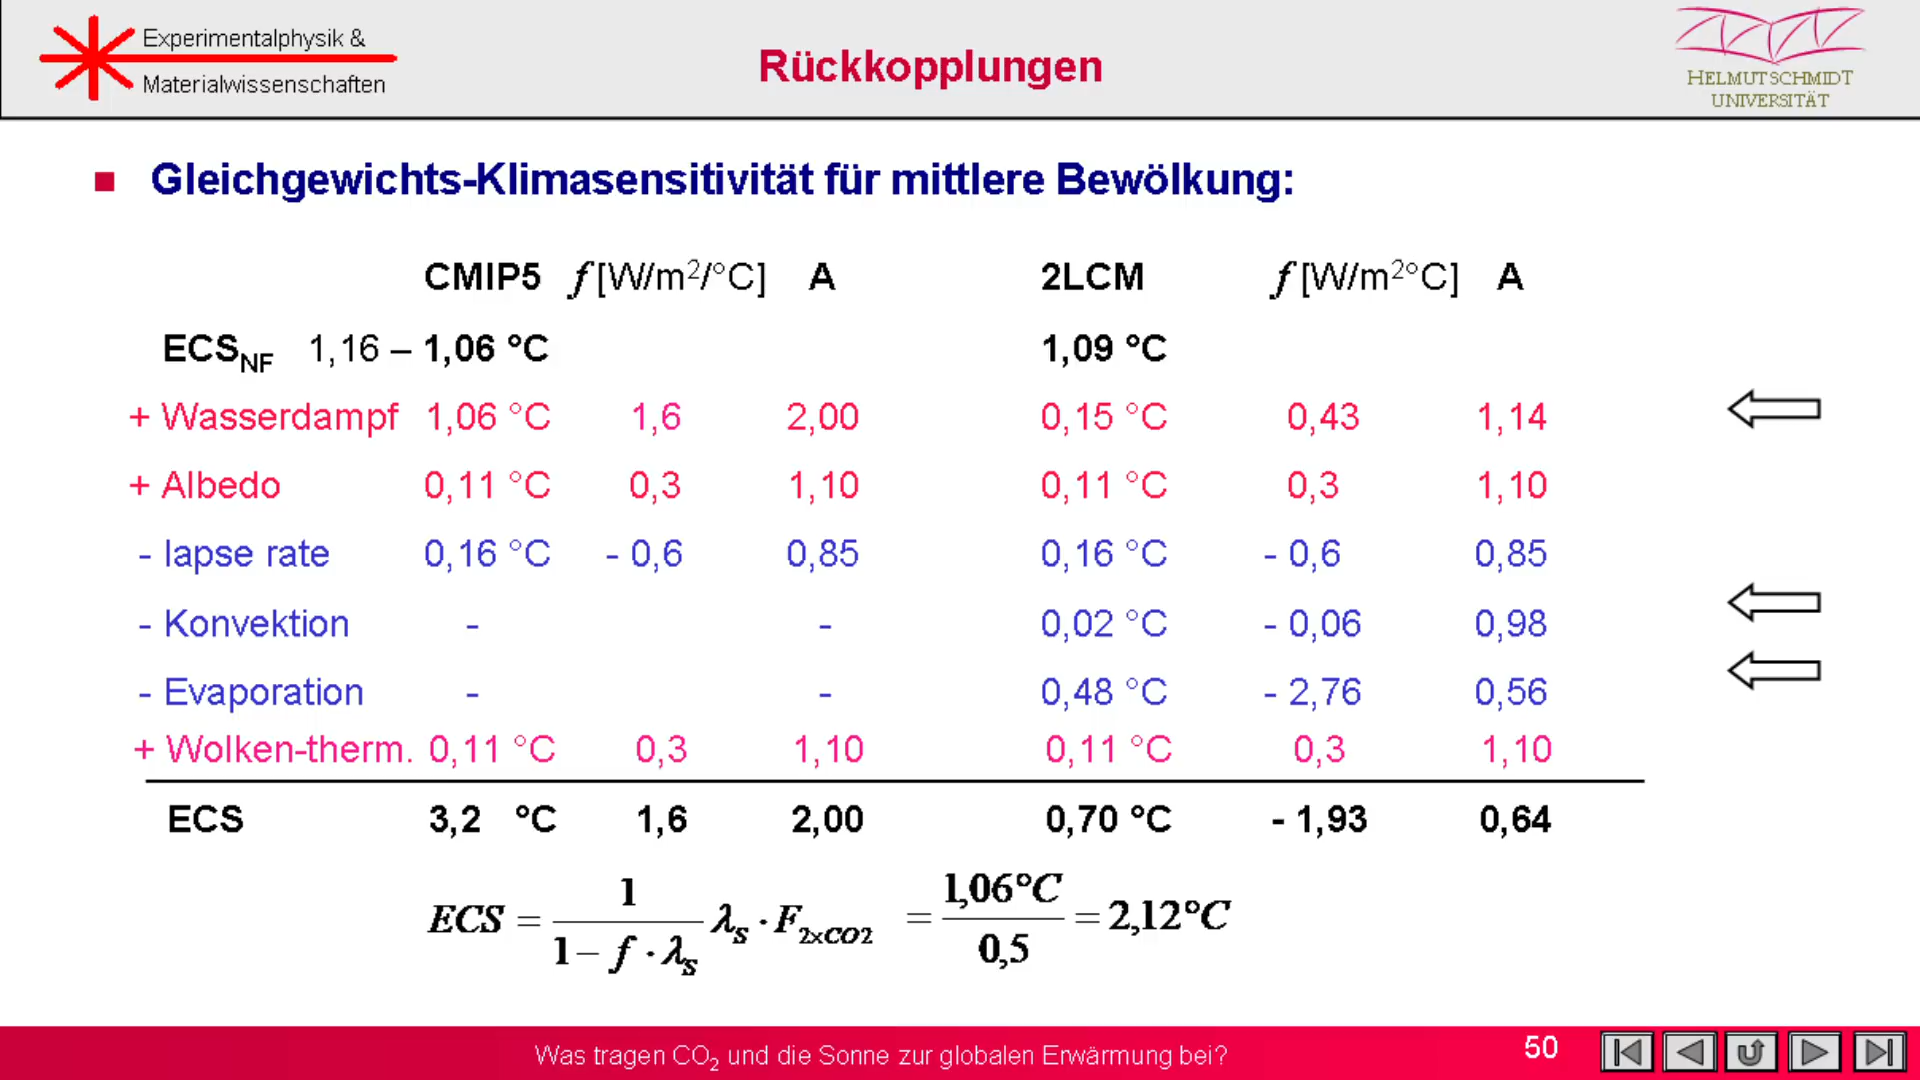 Experimentalphysik &
Materialwissenschaften
Rückkopplungen
HELMUT SCHMIDT
UNIVERSITÄT
Gleichgewichts-Klimasensitivität für mittlere Bewölkung:
CMIP5 f [W/m²/°C] A 2LCM f [W/m²°C] A
ECS_NF 1,16 – 1,06 °C 1,09 °C
+ Wasserdampf 1,06 °C 1,6 2,00 0,15 °C 0,43 1,14
+ Albedo 0,11 °C 0,3 1,10 0,11 °C 0,3 1,10
- lapse rate 0,16 °C - 0,6 0,85 0,16 °C - 0,6 0,85
- Konvektion - - 0,02 °C - 0,06 0,98
- Evaporation - - 0,48 °C - 2,76 0,56
+ Wolken-therm. 0,11 °C 0,3 1,10 0,11 °C 0,3 1,10
ECS 3,2 °C 1,6 2,00 0,70 °C - 1,93 0,64
ECS = 1 / (1 – f · λ_S) λ_S · F_2xCO2 = 1,06°C / 0,5 = 2,12°C
Was tragen CO₂ und die Sonne zur globalen Erwärmung bei?
50